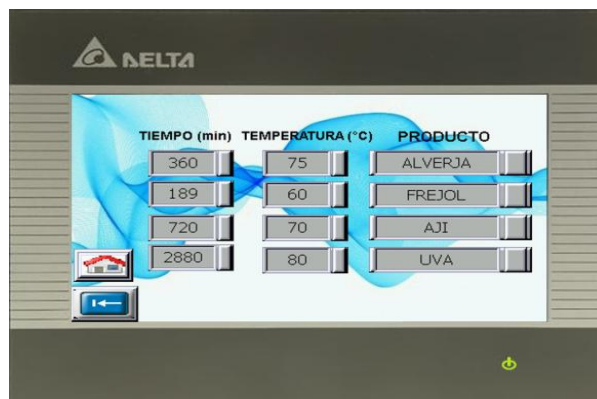 DELTA
TIEMPO (min) TEMPERATURA (°C) PRODUCTO
360 75 ALVERJA
189 60 FREJOL
720 70 AJI
2880 80 UVA